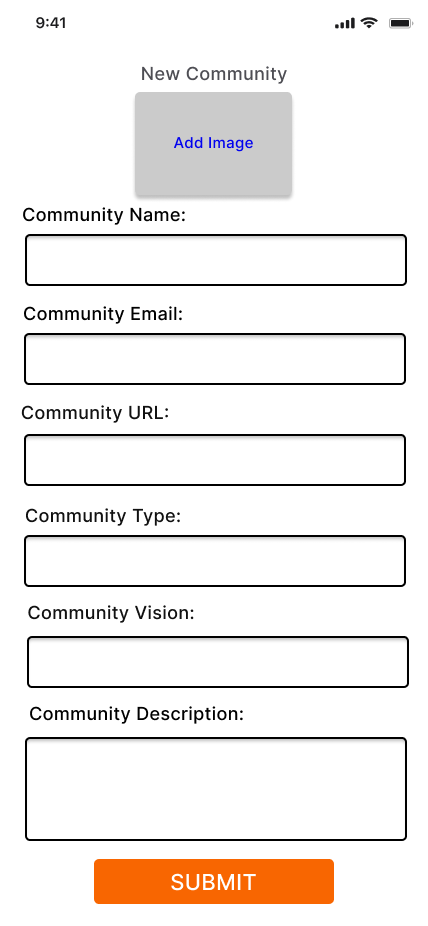 9:41
New Community
Add Image
Community Name:
Community Email:
Community URL:
Community Type:
Community Vision:
Community Description:
SUBMIT